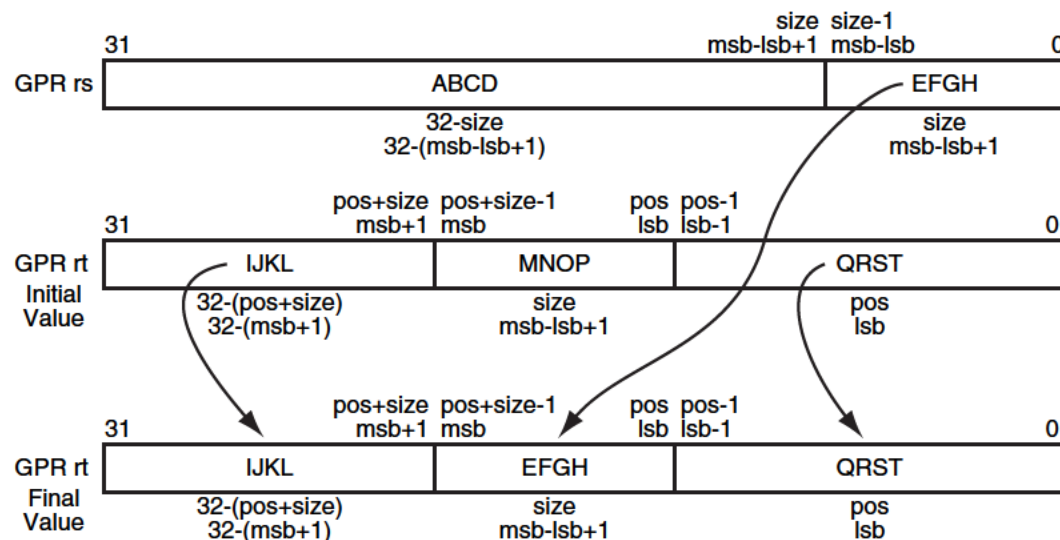 size size-1
31 msb-lsb+1 msb-lsb 0
GPR rs ABCD EFGH
32-size size
32-(msb-lsb+1) msb-lsb+1
pos+size pos+size-1 pos pos-1
31 msb+1 msb lsb lsb-1 0
GPR rt IJKL MNOP QRST
Initial 32-(pos+size) size pos
Value 32-(msb+1) msb-lsb+1 lsb
pos+size pos+size-1 pos pos-1
31 msb+1 msb lsb lsb-1 0
GPR rt IJKL EFGH QRST
Final 32-(pos+size) size pos
Value 32-(msb+1) msb-lsb+1 lsb